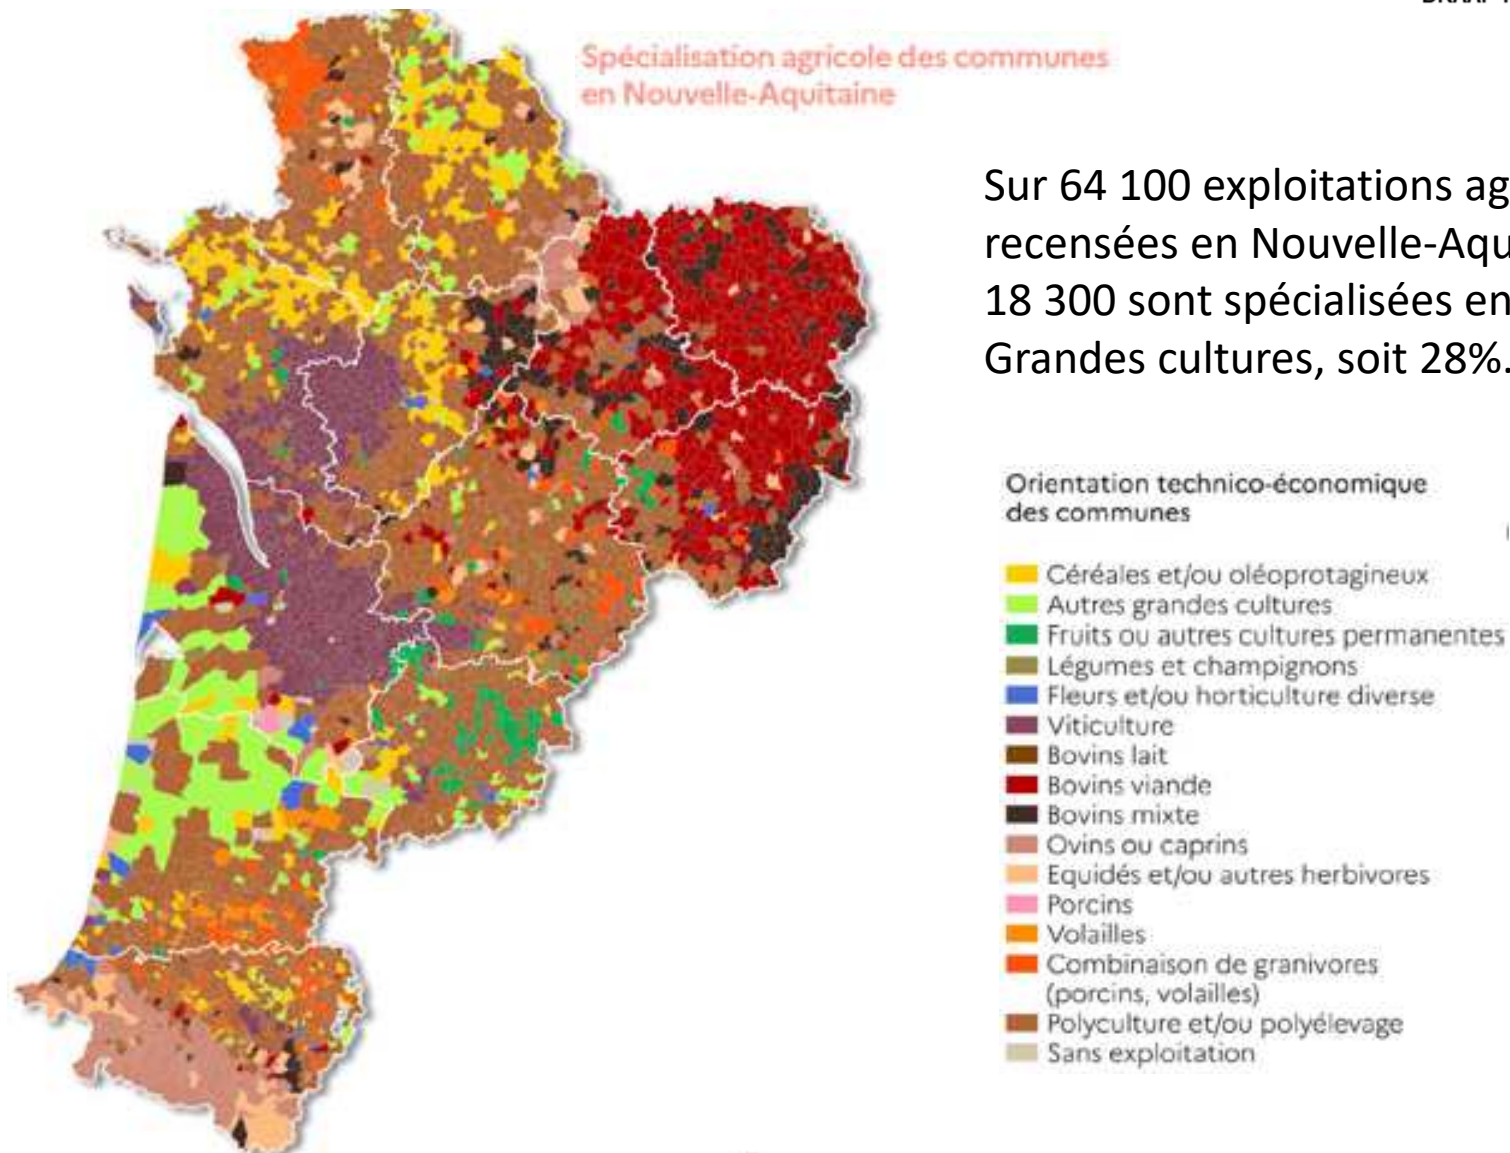 Spécialisation agricole des communes
en Nouvelle-Aquitaine
Sur 64 100 exploitations ag
recensées en Nouvelle-Aqu
18 300 sont spécialisées en
Grandes cultures, soit 28%.
Orientation technico-économique
des communes
Céréales et/ou oléoprotagineux
Autres grandes cultures
Fruits ou autres cultures permanentes
Légumes et champignons
Fleurs et/ou horticulture diverse
Viticulture
Bovins lait
Bovins viande
Bovins mixte
Ovins ou caprins
Equidés et/ou autres herbivores
Porcins
Volailles
Combinaison de granivores
(porcins, volailles)
Polyculture et/ou polyélevage
Sans exploitation